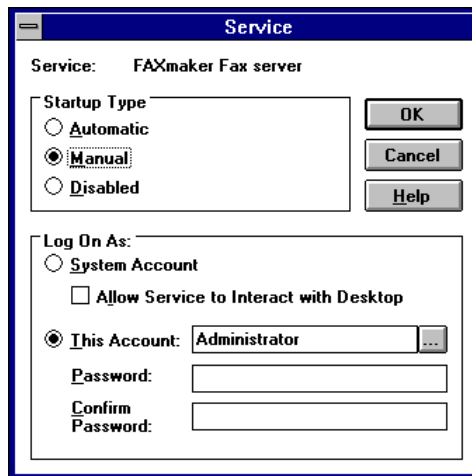 Service
Service: FAXmaker Fax server
Startup Type
Automatic
Manual
Disabled
OK
Cancel
Help
Log On As:
System Account
Allow Service to Interact with Desktop
This Account: Administrator ...
Password:
Confirm
Password: